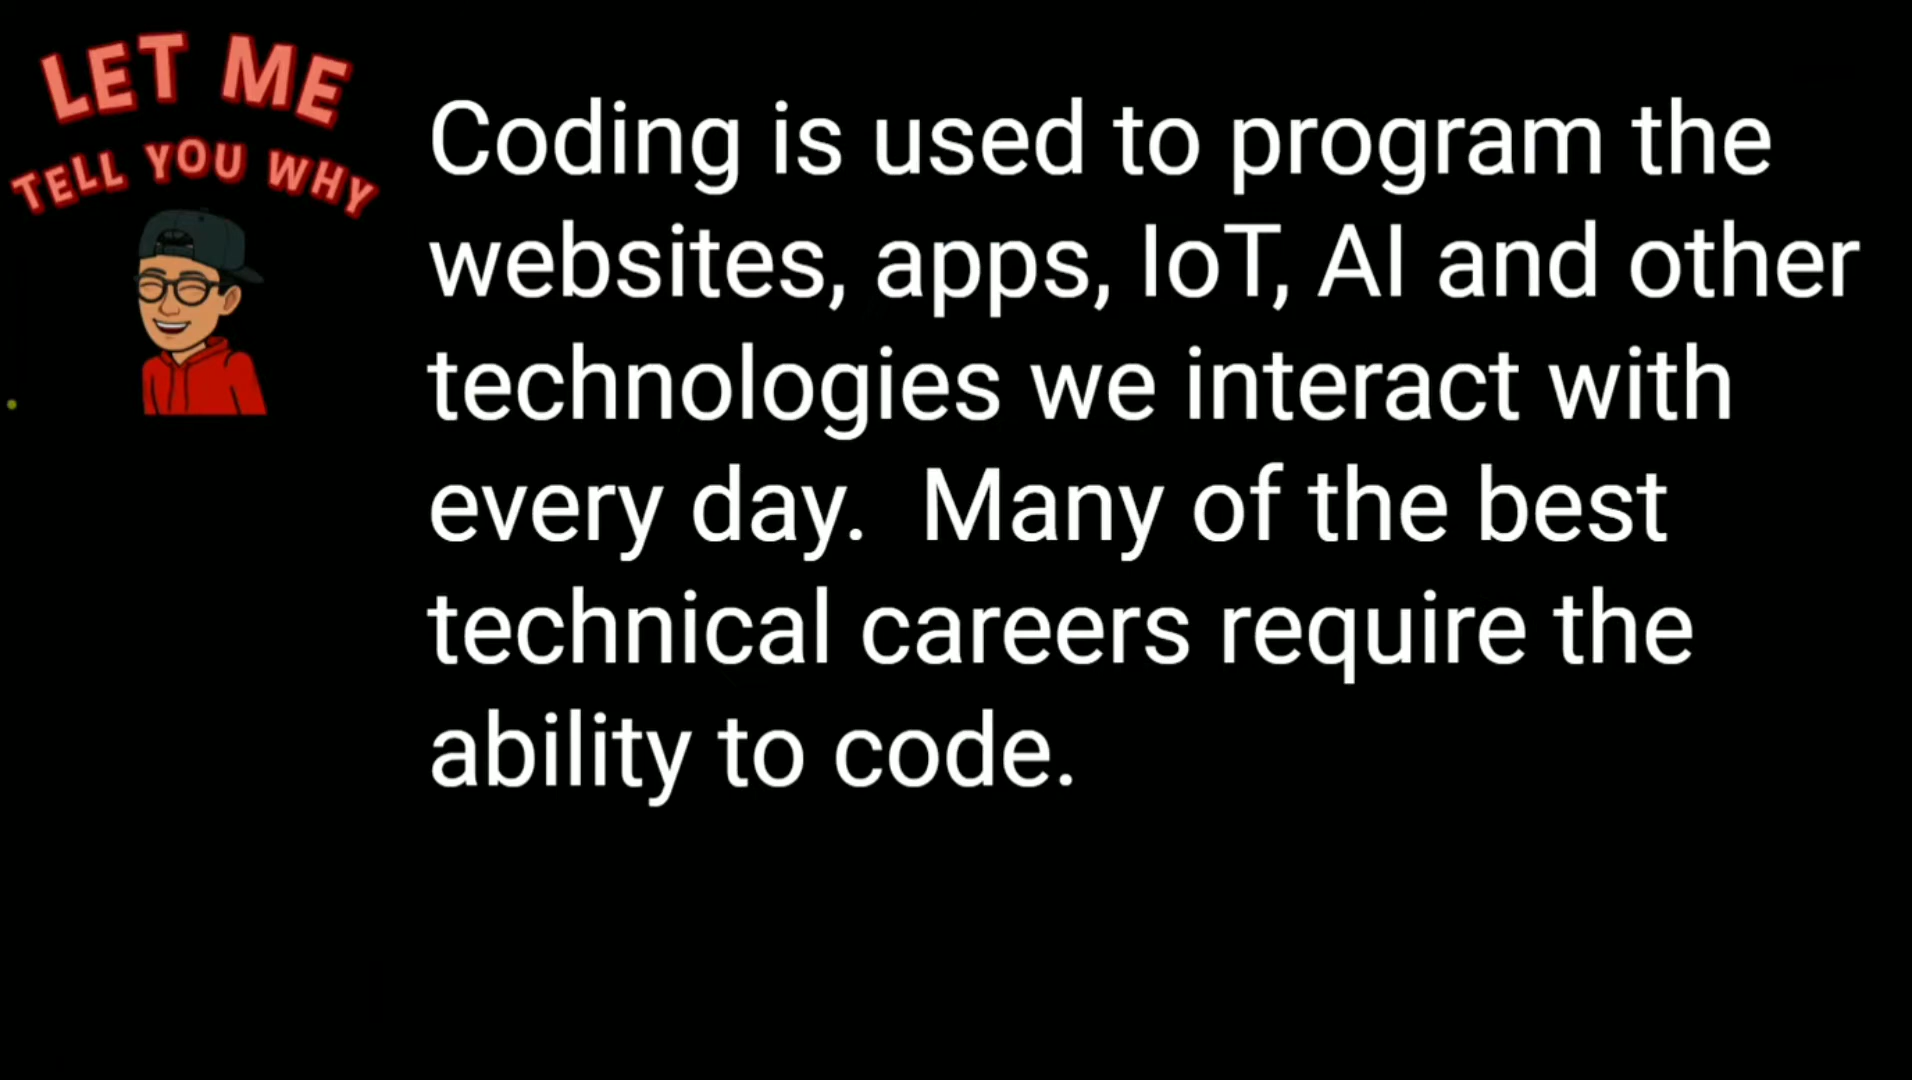 LET ME
TELL YOU WHY
Coding is used to program the
websites, apps, IoT, AI and other
technologies we interact with
every day.  Many of the best
technical careers require the
ability to code.